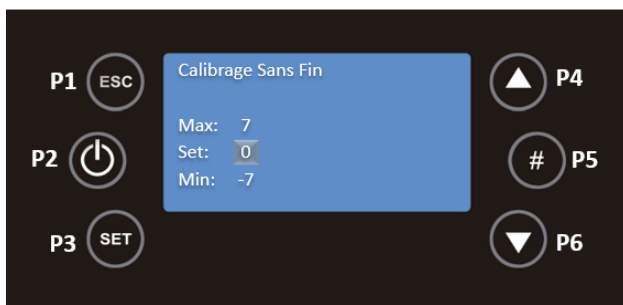 P1 ESC
P2
P3 SET
Calibrage Sans Fin
Max: 7
Set: 0
Min: -7
P4
# P5
P6